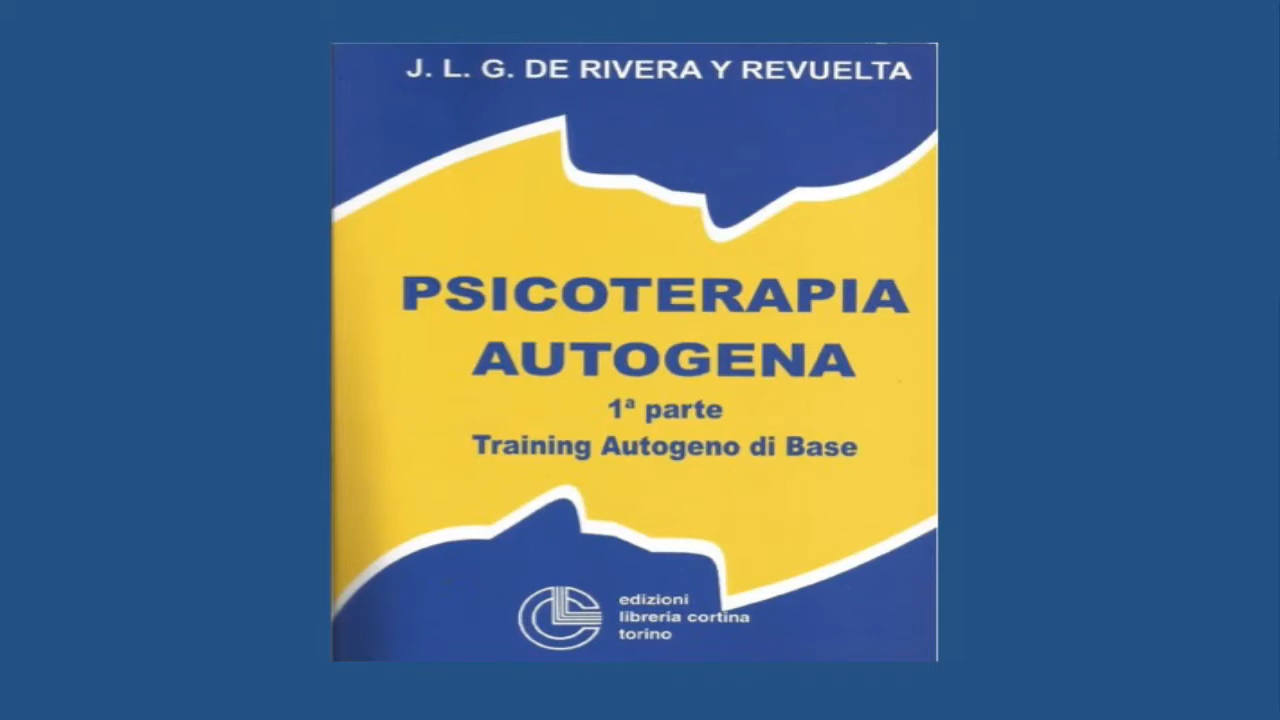 J. L. G. DE RIVERA Y REVUELTA
PSICOTERAPIA
AUTOGENA
1ª parte
Training Autogeno di Base
edizioni
libreria cortina
torino